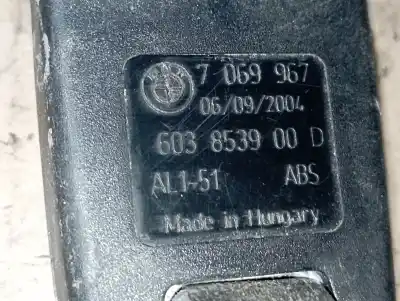 7 069 967
06/09/2004
603 8539 00 D
AL1-51 ABS
Made in Hungary